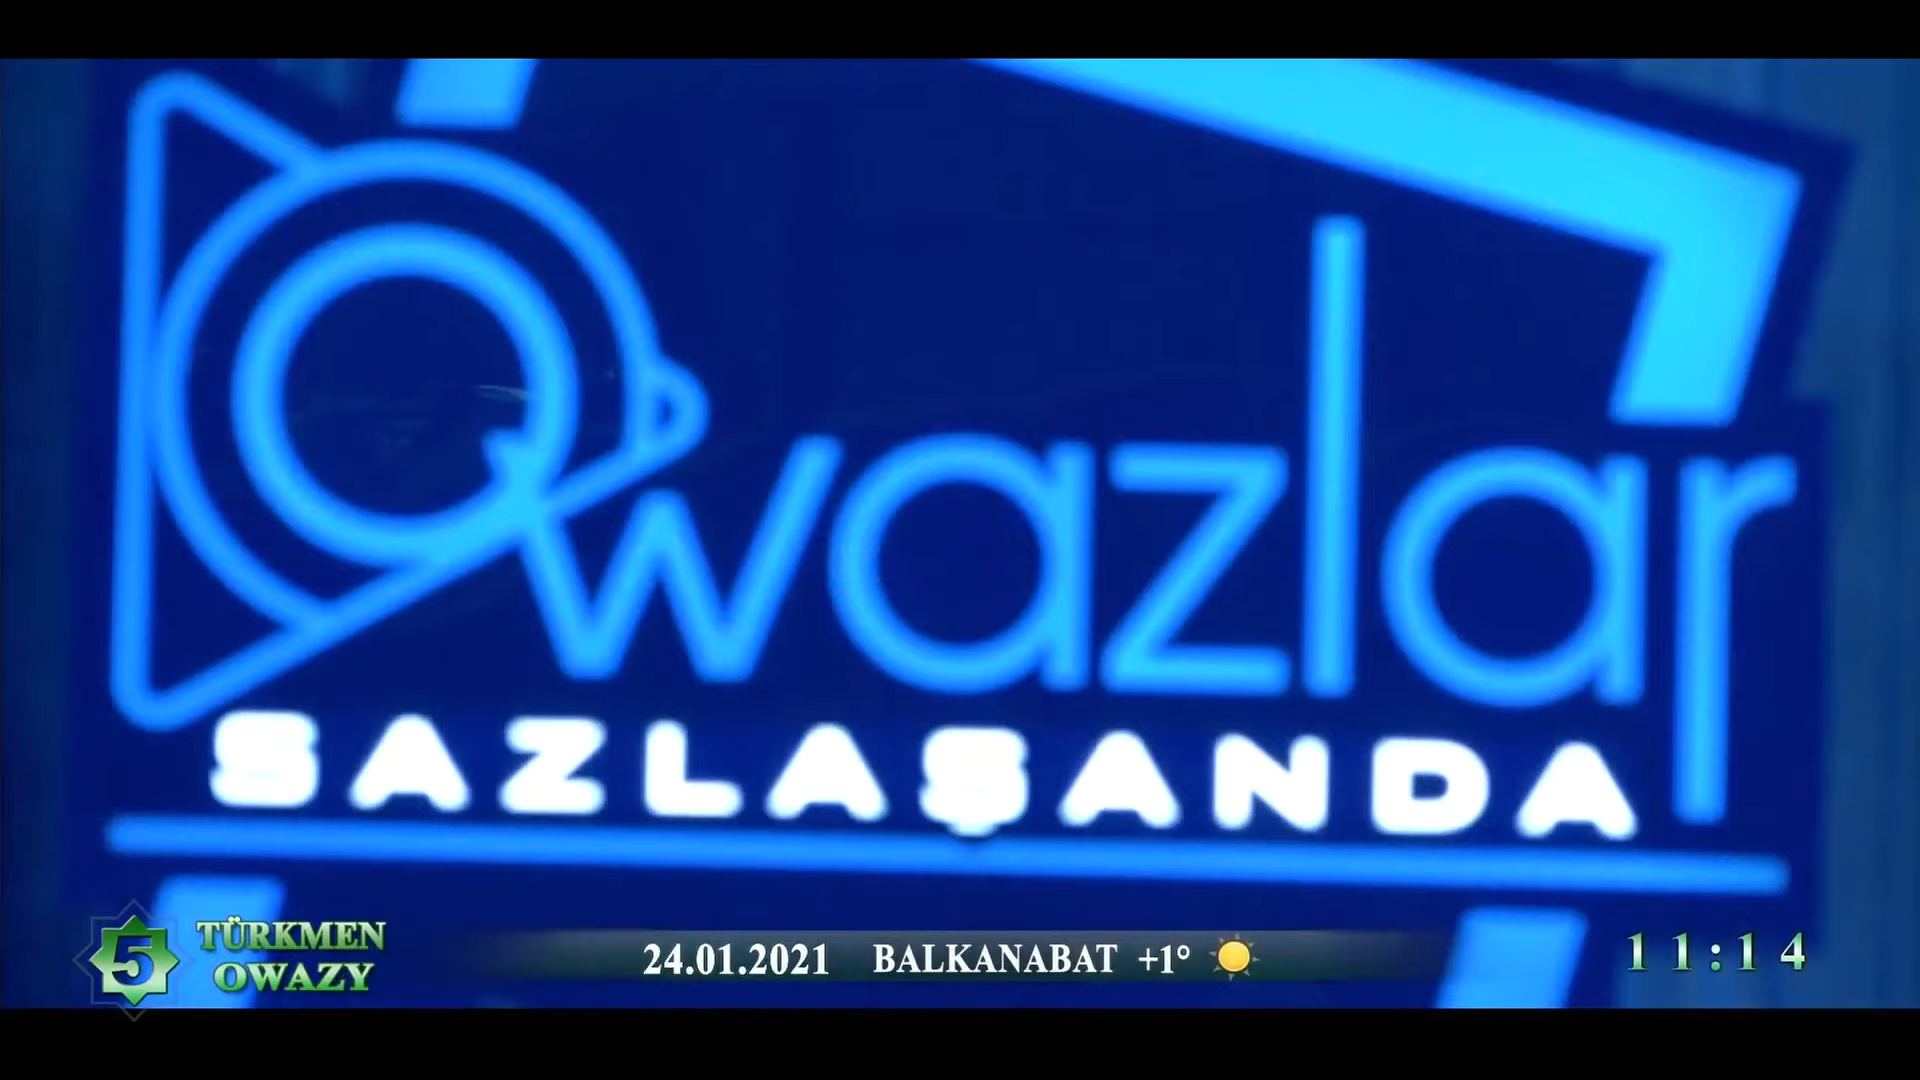 Owazlar
SAZLAŞANDA
5 TÜRKMEN
OWAZY
24.01.2021 BALKANABAT +1°
11:14